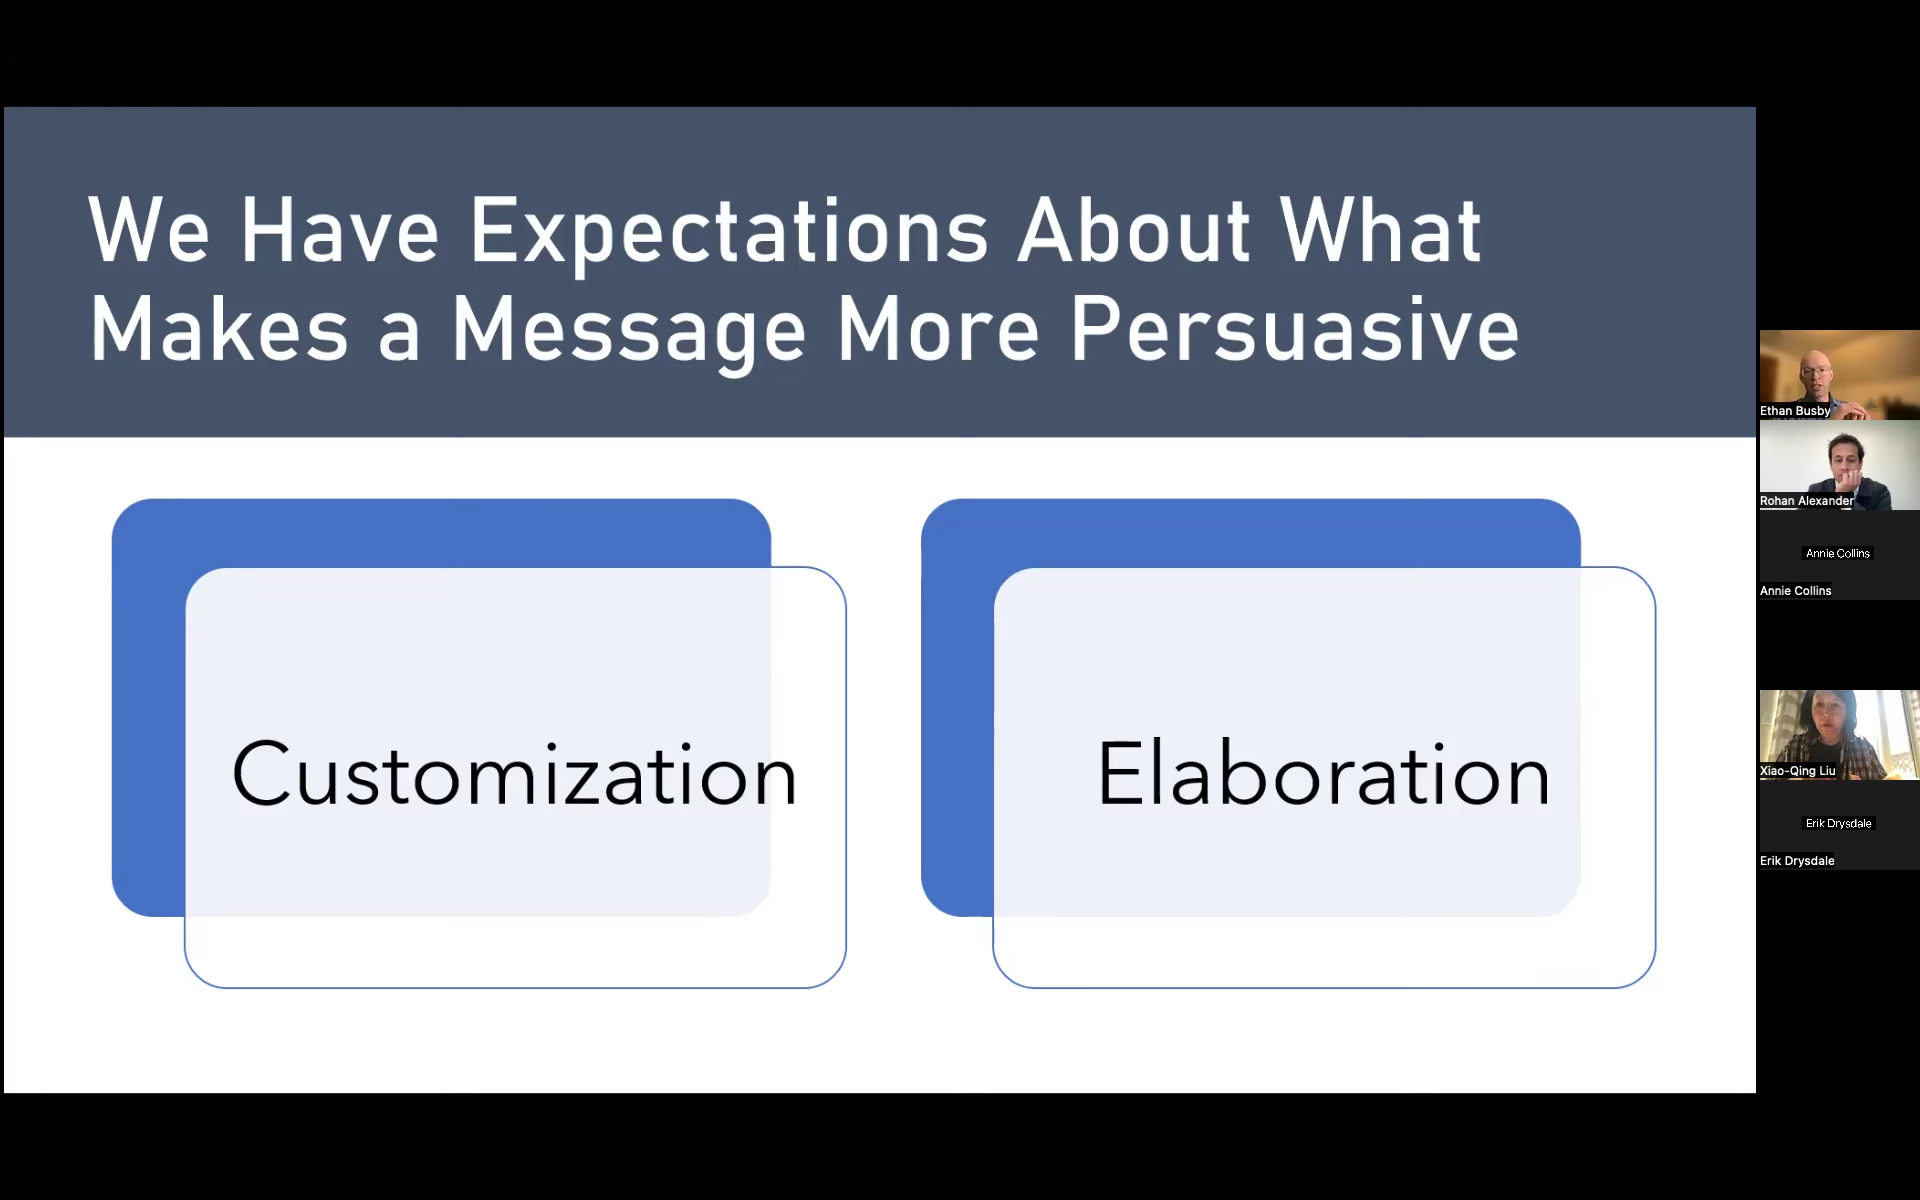 We Have Expectations About What
Makes a Message More Persuasive
Customization
Elaboration
Ethan Busby
Rohan Alexander
Annie Collins
Annie Collins
Xiao-Qing Liu
Erik Drysdale
Erik Drysdale